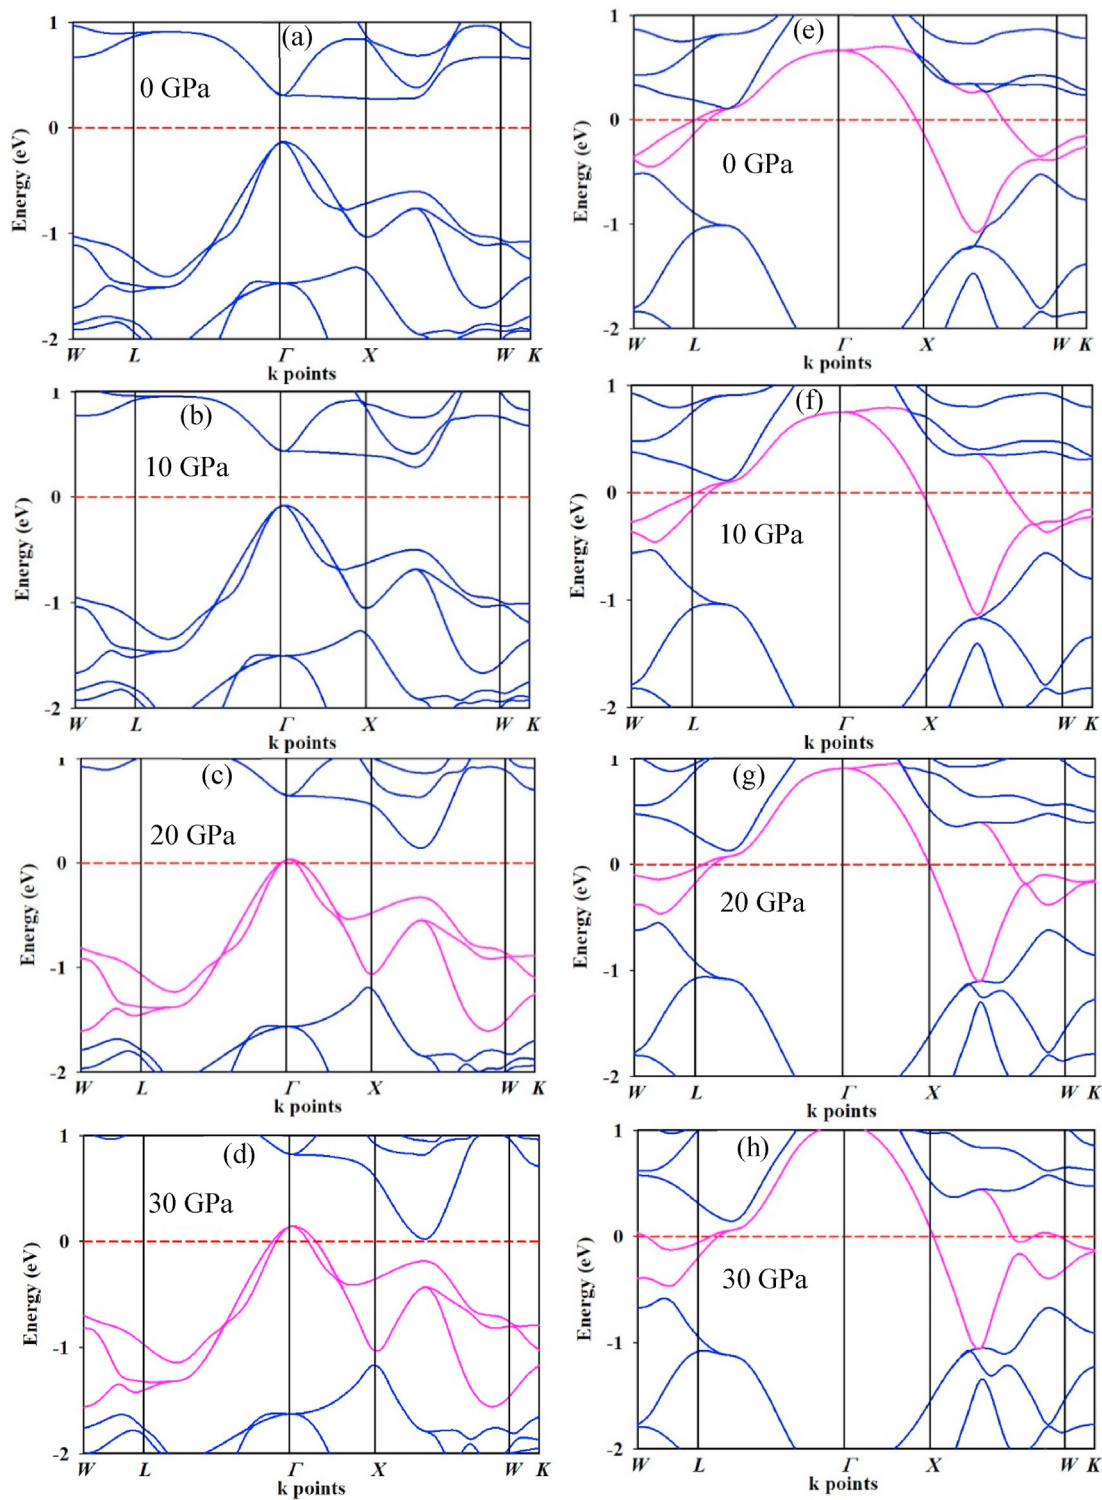 (a)
0 GPa
1
0
-1
-2
Energy (eV)
W L Γ X W K
k points
(e)
0 GPa
1
0
-1
-2
Energy (eV)
W L Γ X W K
k points
(b)
10 GPa
1
0
-1
-2
Energy (eV)
W L Γ X W K
k points
(f)
10 GPa
1
0
-1
-2
Energy (eV)
W L Γ X W K
k points
(c)
20 GPa
1
0
-1
-2
Energy (eV)
W L Γ X W K
k points
(g)
20 GPa
1
0
-1
-2
Energy (eV)
W L Γ X W K
k points
(d)
30 GPa
1
0
-1
-2
Energy (eV)
W L Γ X W K
k points
(h)
30 GPa
1
0
-1
-2
Energy (eV)
W L Γ X W K
k points